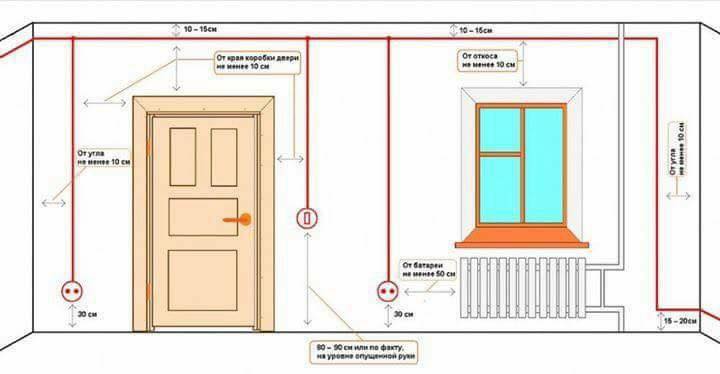 10 – 15см
10 – 15см
От края коробки двери
не менее 10 см
От откоса
не менее 10 см
От угла
не менее 10 см
От угла
не менее 10 см
От батареи
не менее 50 см
30 см
30 см
15 – 20см
80 – 90 см или по факту,
на уровне опущенной руки